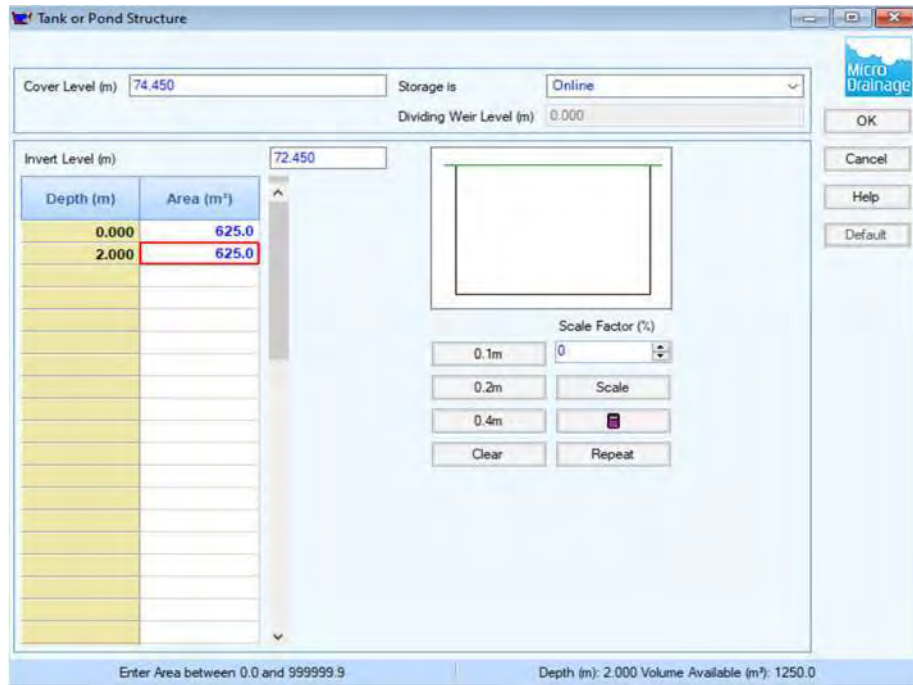 Tank or Pond Structure
Micro Drainage
Cover Level (m) 74.450 Storage is Online
Dividing Weir Level (m) 0.000
OK
Invert Level (m) 72.450
Cancel
Depth (m) Area (m²)
Help
0.000 625.0
Default
2.000 625.0
Scale Factor (%)
0.1m 0
0.2m Scale
0.4m
Clear Repeat
Enter Area between 0.0 and 999999.9 Depth (m): 2.000 Volume Available (m³): 1250.0